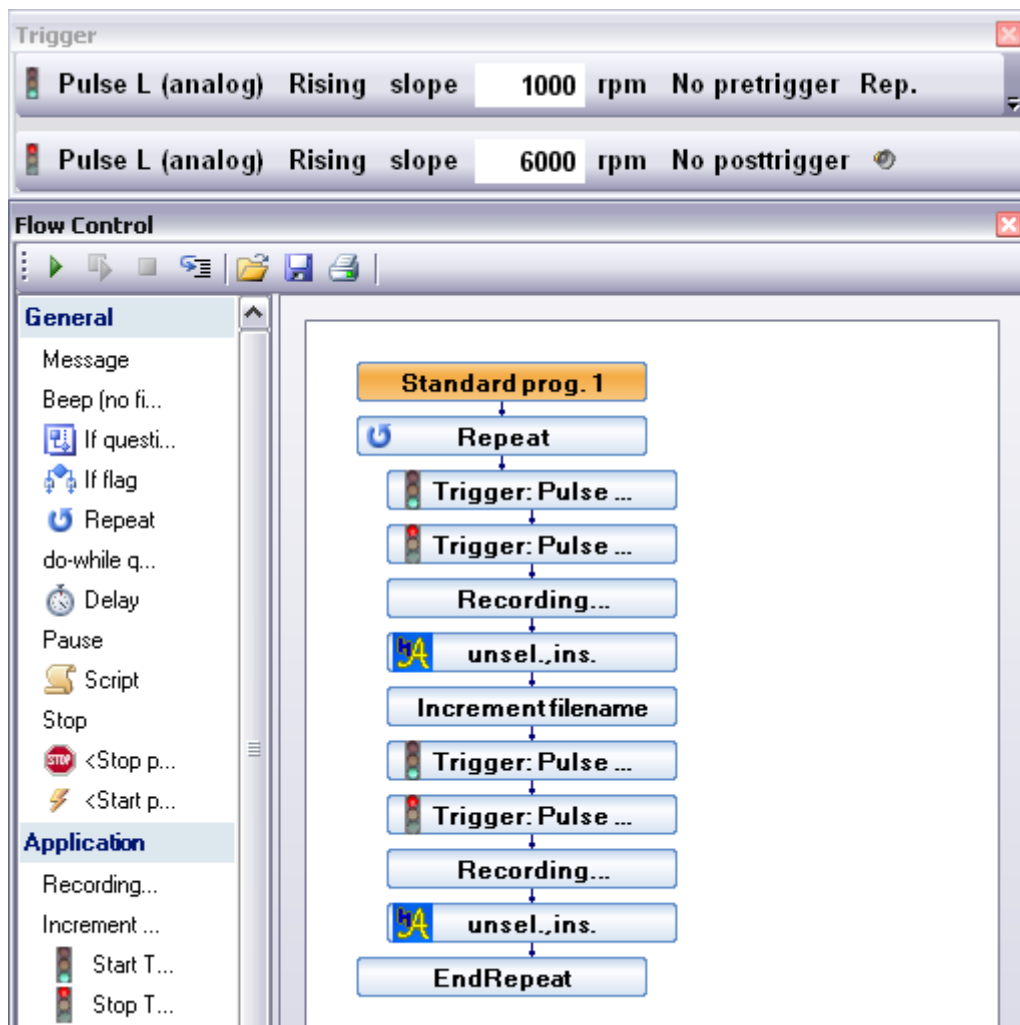 Trigger
Pulse L (analog) Rising slope 1000 rpm No pretrigger Rep.
Pulse L (analog) Rising slope 6000 rpm No posttrigger
Flow Control
General
Message
Beep (no fi...
If questi...
If flag
Repeat
do-while q...
Delay
Pause
Script
Stop
STOP <Stop p...
<Start p...
Application
Recording...
Increment ...
Start T...
Stop T...
Standard prog. 1
Repeat
Trigger: Pulse ...
Trigger: Pulse ...
Recording...
unsel.,ins.
Increment filename
Trigger: Pulse ...
Trigger: Pulse ...
Recording...
unsel.,ins.
EndRepeat